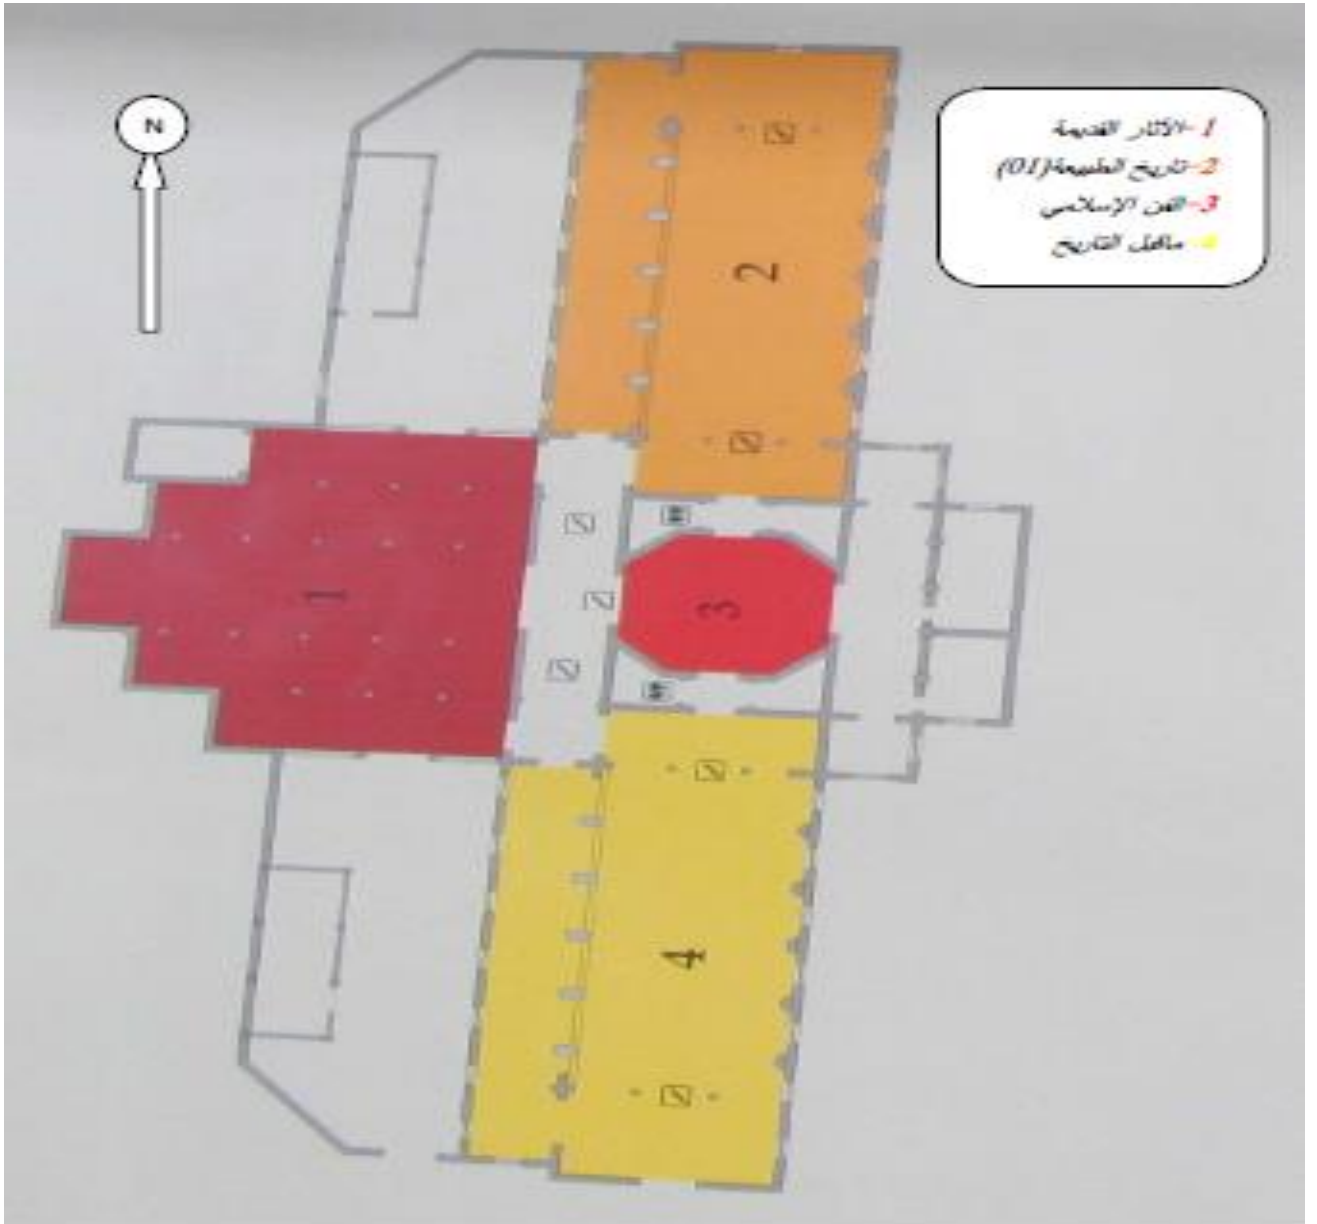 N
1-الآثار القديمة
2-تاريخ الطبيعة(01)
3-الفن الإسلامي
4- ماقبل التاريخ
2
1
3
4